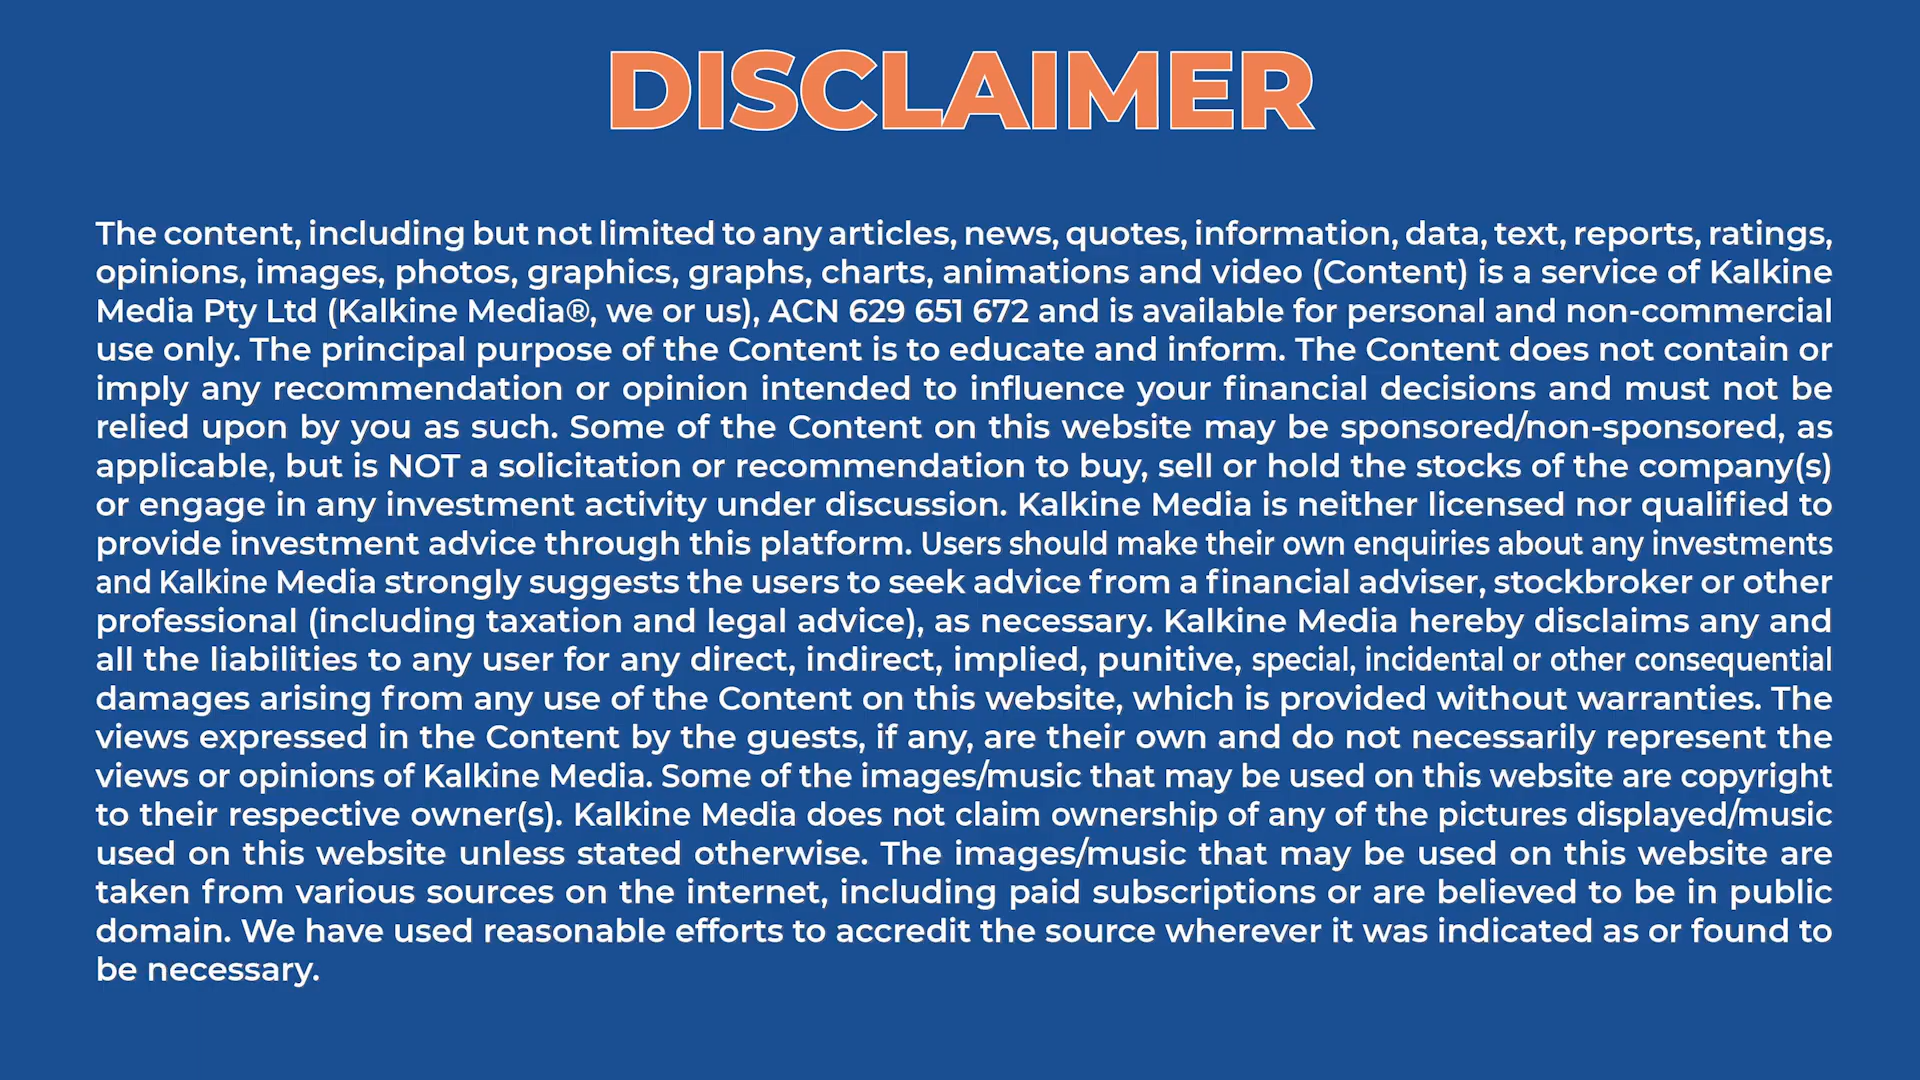 DISCLAIMER
The content, including but not limited to any articles, news, quotes, information, data, text, reports, ratings,
opinions, images, photos, graphics, graphs, charts, animations and video (Content) is a service of Kalkine
Media Pty Ltd (Kalkine Media®, we or us), ACN 629 651 672 and is available for personal and non-commercial
use only. The principal purpose of the Content is to educate and inform. The Content does not contain or
imply any recommendation or opinion intended to influence your financial decisions and must not be
relied upon by you as such. Some of the Content on this website may be sponsored/non-sponsored, as
applicable, but is NOT a solicitation or recommendation to buy, sell or hold the stocks of the company(s)
or engage in any investment activity under discussion. Kalkine Media is neither licensed nor qualified to
provide investment advice through this platform. Users should make their own enquiries about any investments
and Kalkine Media strongly suggests the users to seek advice from a financial adviser, stockbroker or other
professional (including taxation and legal advice), as necessary. Kalkine Media hereby disclaims any and
all the liabilities to any user for any direct, indirect, implied, punitive, special, incidental or other consequential
damages arising from any use of the Content on this website, which is provided without warranties. The
views expressed in the Content by the guests, if any, are their own and do not necessarily represent the
views or opinions of Kalkine Media. Some of the images/music that may be used on this website are copyright
to their respective owner(s). Kalkine Media does not claim ownership of any of the pictures displayed/music
used on this website unless stated otherwise. The images/music that may be used on this website are
taken from various sources on the internet, including paid subscriptions or are believed to be in public
domain. We have used reasonable efforts to accredit the source wherever it was indicated as or found to
be necessary.